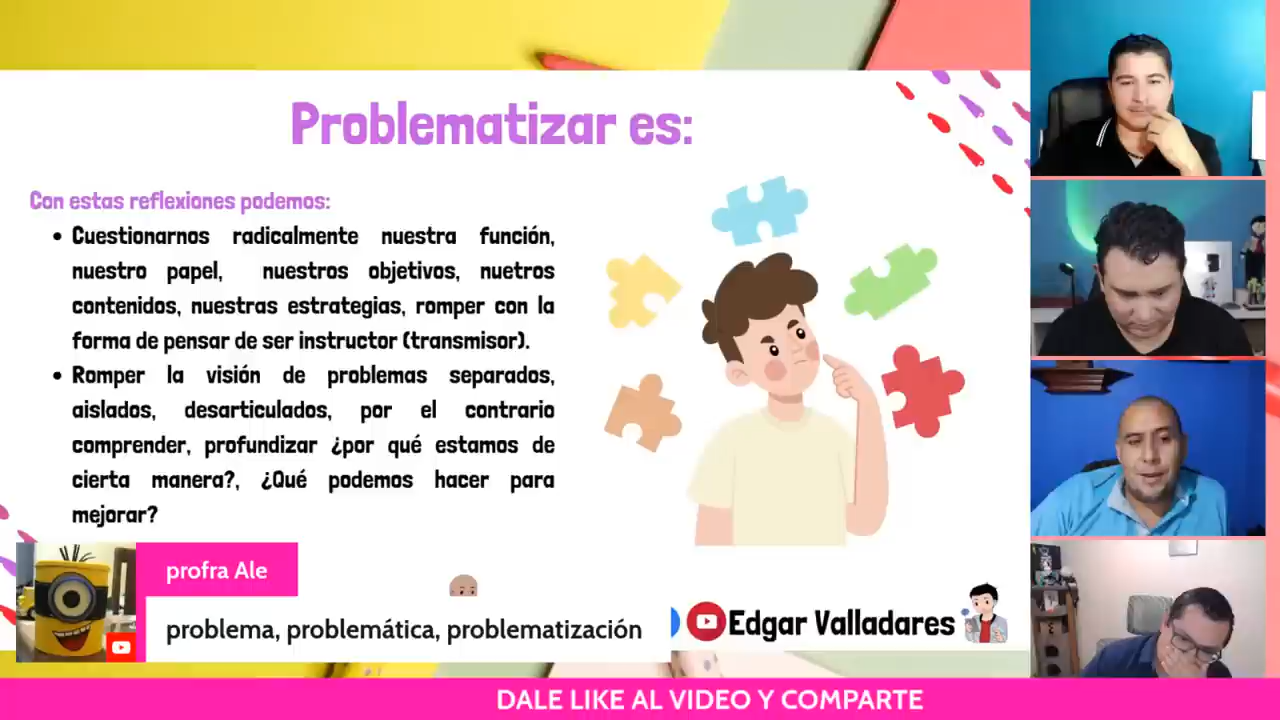 Problematizar es:
Con estas reflexiones podemos:
• Cuestionarnos radicalmente nuestra función,
nuestro papel, nuestros objetivos, nuetros
contenidos, nuestras estrategias, romper con la
forma de pensar de ser instructor (transmisor).
• Romper la visión de problemas separados,
aislados, desarticulados, por el contrario
comprender, profundizar ¿por qué estamos de
cierta manera?, ¿Qué podemos hacer para
mejorar?
profra Ale
problema, problemática, problematización
Edgar Valladares
DALE LIKE AL VIDEO Y COMPARTE